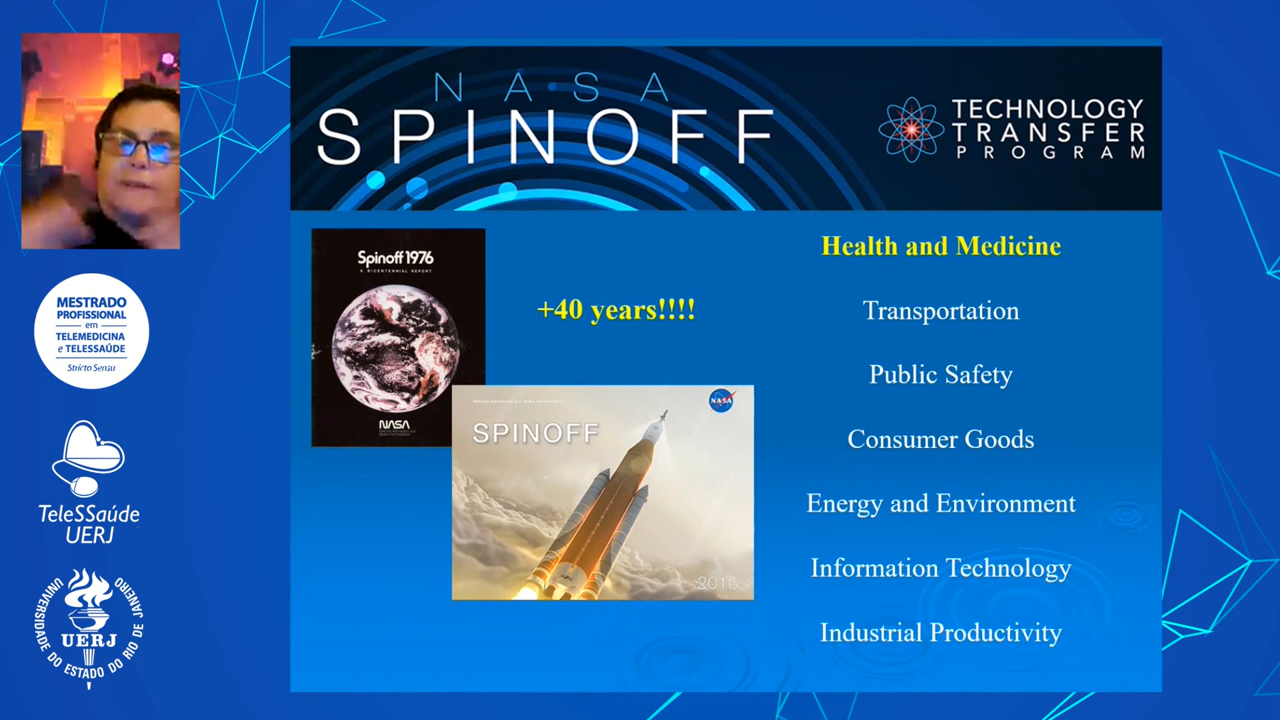 NASA
SPINOFF
TECHNOLOGY
TRANSFER
PROGRAM
Spinoff 1976
A BICENTENNIAL REPORT
NASA
+40 years!!!!
NASA
SPINOFF
2016
Health and Medicine
Transportation
Public Safety
Consumer Goods
Energy and Environment
Information Technology
Industrial Productivity
MESTRADO
PROFISSIONAL
em
TELEMEDICINA
e TELESSAÚDE
Stricto Sensu
TeleSSaúde
UERJ
UERJ
UNIVERSIDADE DO ESTADO DO RIO DE JANEIRO